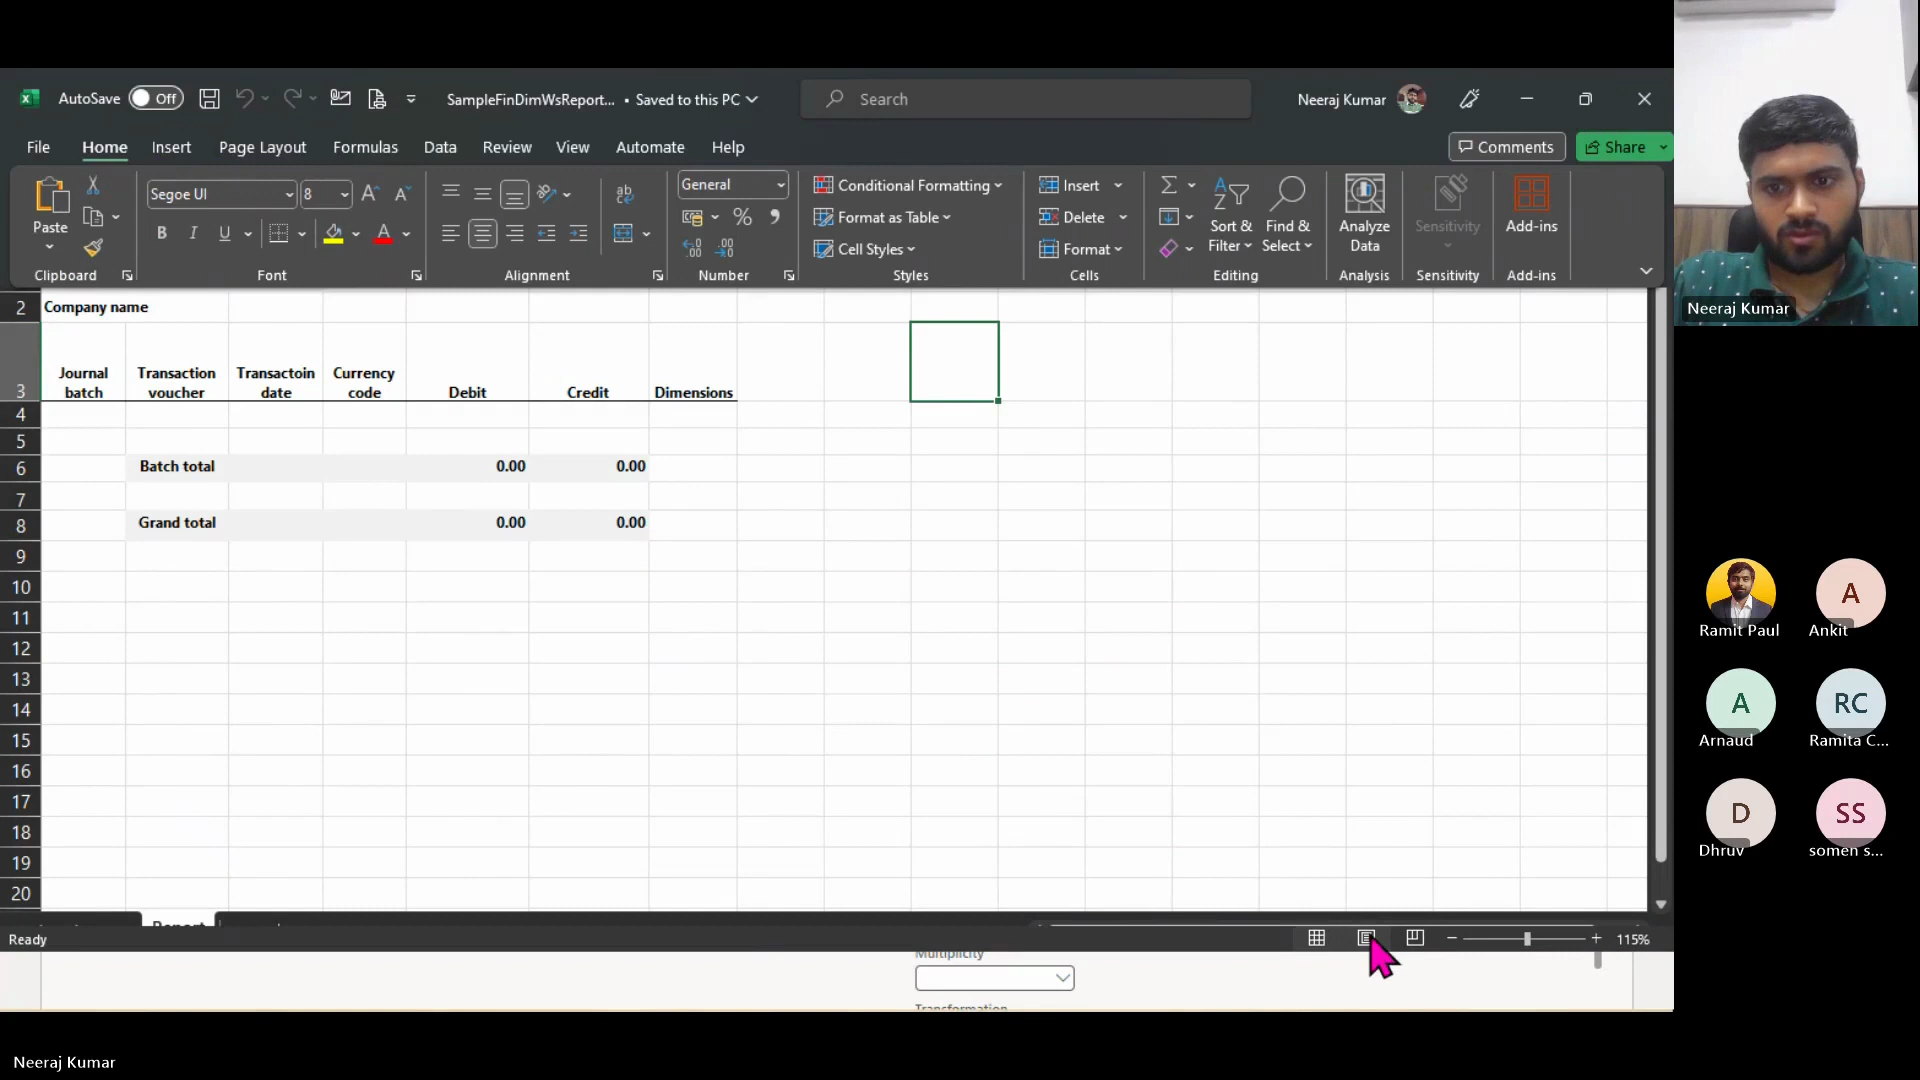 AutoSave Off SampleFinDimWsReport... • Saved to this PC Search Neeraj Kumar
File Home Insert Page Layout Formulas Data Review View Automate Help Comments Share
Paste Segoe UI 8 General Conditional Formatting Insert Sort & Find & Analyze Sensitivity Add-ins
B I U A % Format as Table Delete Filter Select Data
Cell Styles Format
Clipboard Font Alignment Number Styles Cells Editing Analysis Sensitivity Add-ins
2 Company name
Neeraj Kumar
3 Journal batch Transaction voucher Transactoin date Currency code Debit Credit Dimensions
4
5
6 Batch total 0.00 0.00
7
8 Grand total 0.00 0.00
9
10
11
12
13
14
15
16
17
18
19
20
A
Ramit Paul Ankit
A RC
Arnaud Ramita C...
D SS
Dhruv somen s...
Report
Ready 115%
Multiplicity
Transformation
Neeraj Kumar